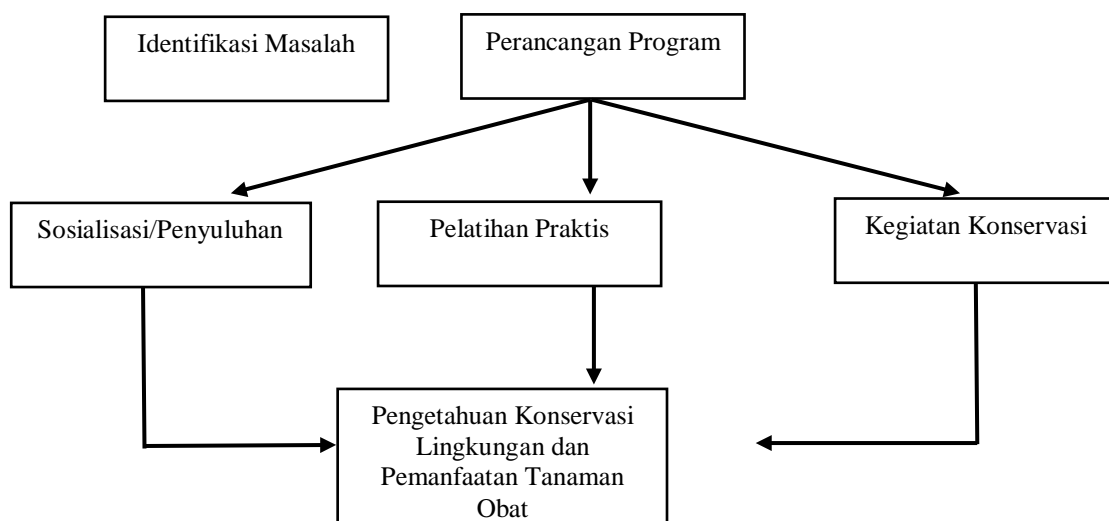 Identifikasi Masalah
Perancangan Program
Sosialisasi/Penyuluhan
Pelatihan Praktis
Kegiatan Konservasi
Pengetahuan Konservasi
Lingkungan dan
Pemanfaatan Tanaman
Obat